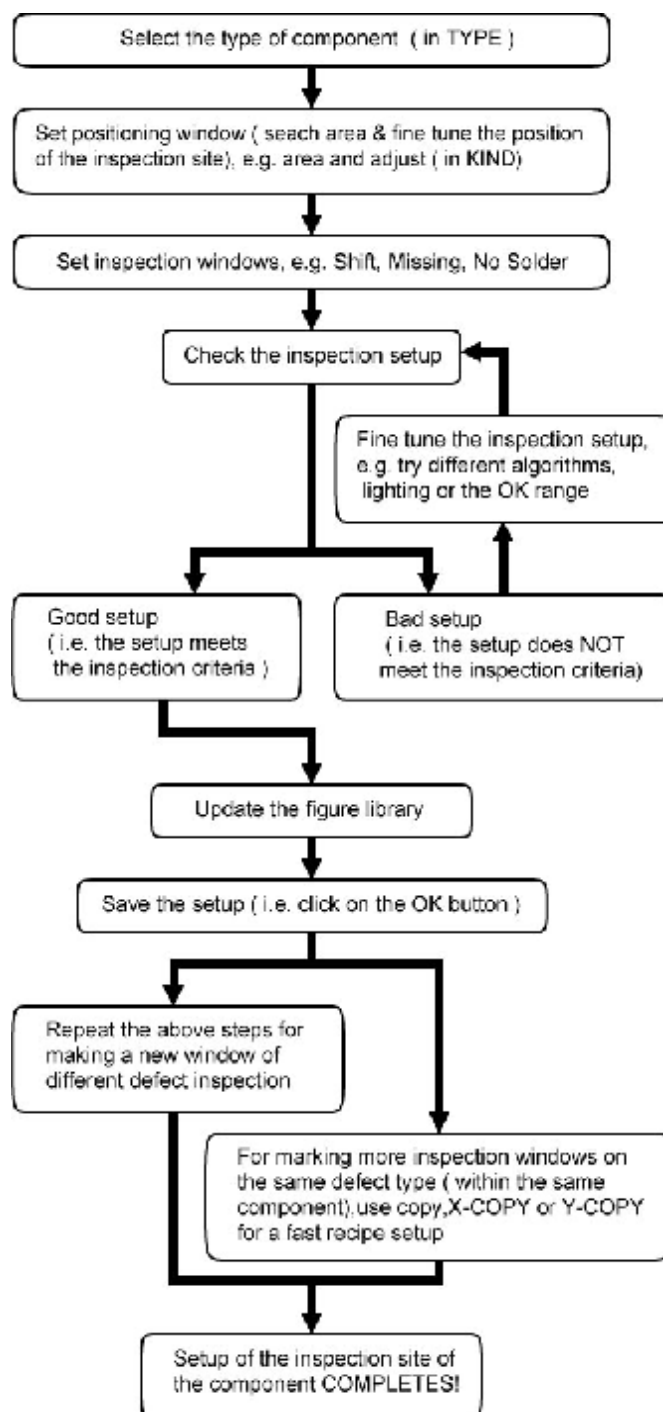 Select the type of component ( in TYPE )
Set positioning window ( seach area & fine tune the position
of the inspection site), e.g. area and adjust ( in KIND)
Set inspection windows, e.g. Shift, Missing, No Solder
Check the inspection setup
Fine tune the inspection setup,
e.g. try different algorithms,
lighting or the OK range
Good setup
( i.e. the setup meets
the inspection criteria )
Bad setup
( i.e. the setup does NOT
meet the inspection criteria)
Update the figure library
Save the setup ( i.e. click on the OK button )
Repeat the above steps for
making a new window of
different defect inspection
For marking more inspection windows on
the same defect type ( within the same
component),use copy,X-COPY or Y-COPY
for a fast recipe setup
Setup of the inspection site of
the component COMPLETES!